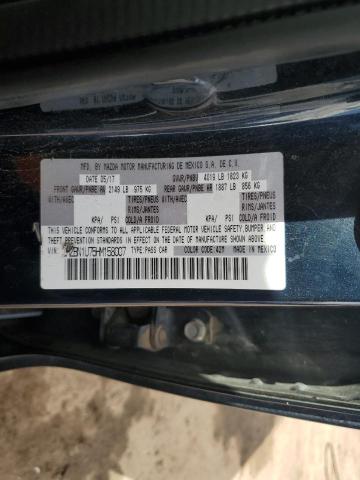 MFD. BY MAZDA MOTOR MANUFACTURING DE MEXICO S.A. DE C.V.
DATE 05/17 GVWR/PNBV 4019 LB 1823 KG
FRONT GAWR/PNBE AV 2149 LB 975 KG REAR GAWR/PNBE AR 1887 LB 856 KG
WITH/AVEC TIRES/PNEUS WITH/AVEC TIRES/PNEUS
RIMS/JANTES RIMS/JANTES
KPA/ PSI COLD/A FROID KPA/ PSI COLD/A FROID
THIS VEHICLE CONFORMS TO ALL APPLICABLE FEDERAL MOTOR VEHICLE SAFETY, BUMPER AND
THEFT PREVENTION STANDARDS IN EFFECT ON THE DATE OF MANUFACTURE SHOWN ABOVE.
VIN: 3MZBN1U75HM158007 TYPE: PASS CAR COLOR CODE: 42M MADE IN MEXICO